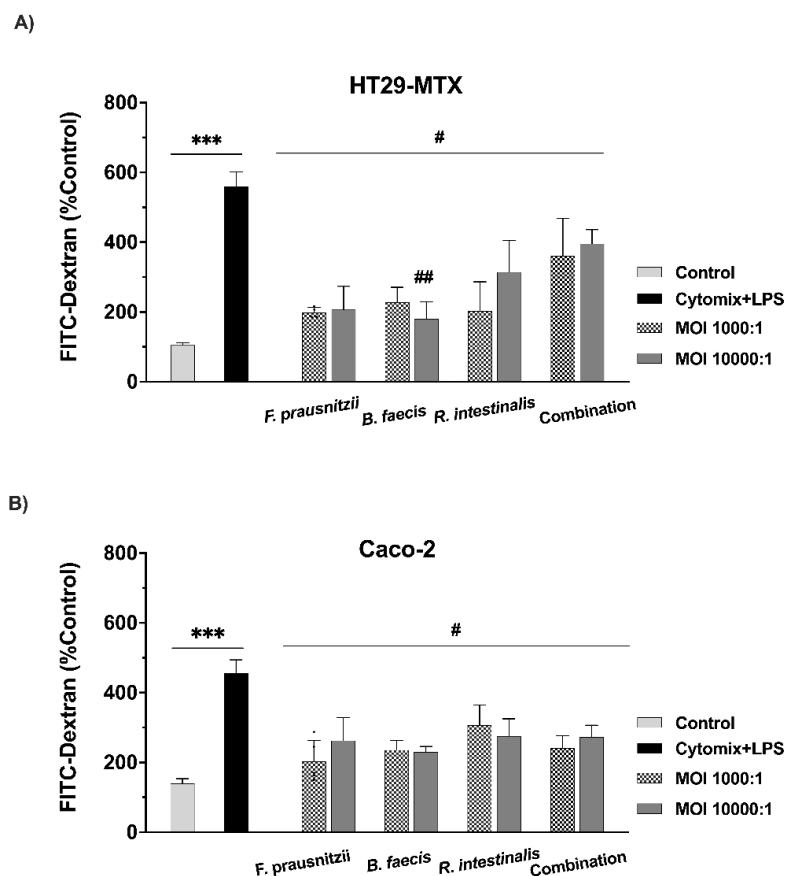 A)
HT29-MTX
FITC-Dextran (%Control)
800
600
400
200
0
***
#
##
F. prausnitzii
B. faecis
R. intestinalis
Combination
Control
Cytomix+LPS
MOI 1000:1
MOI 10000:1
B)
Caco-2
FITC-Dextran (%Control)
800
600
400
200
0
***
#
F. prausnitzii
B. faecis
R. intestinalis
Combination
Control
Cytomix+LPS
MOI 1000:1
MOI 10000:1